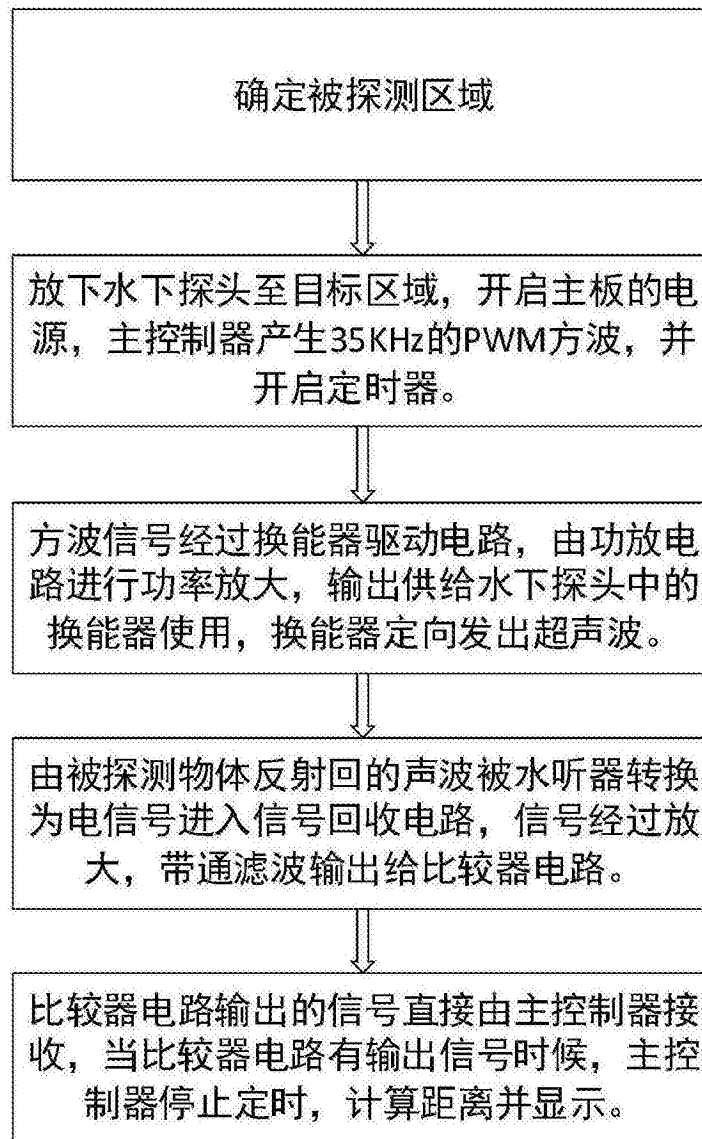 确定被探测区域
放下水下探头至目标区域，开启主板的电
源，主控制器产生35KHz的PWM方波，并
开启定时器。
方波信号经过换能器驱动电路，由功放电
路进行功率放大，输出供给水下探头中的
换能器使用，换能器定向发出超声波。
由被探测物体反射回的声波被水听器转换
为电信号进入信号回收电路，信号经过放
大，带通滤波输出给比较器电路。
比较器电路输出的信号直接由主控制器接
收，当比较器电路有输出信号时候，主控
制器停止定时，计算距离并显示。